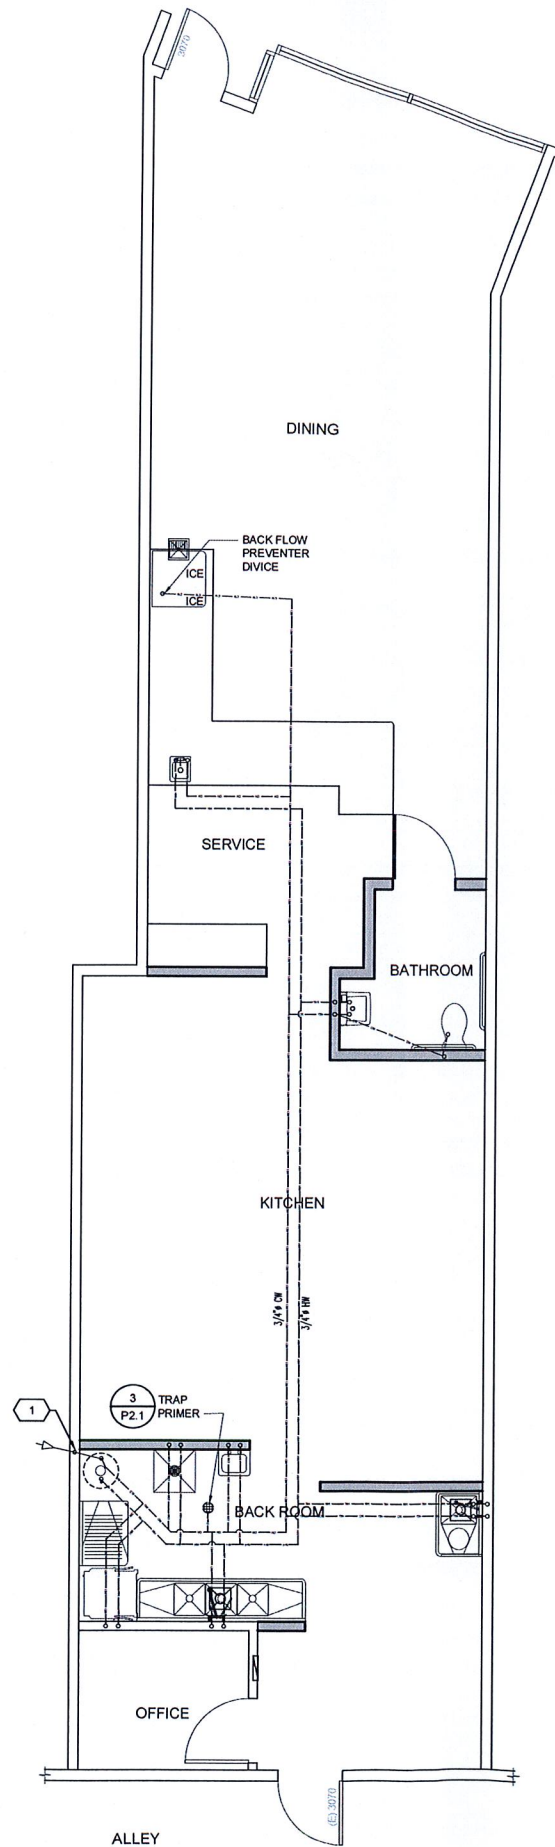 3070
DINING
BACK FLOW
PREVENTER
DIVICE
ICE
ICE
SERVICE
BATHROOM
KITCHEN
3/4"ø CW
3/4"ø HW
1
3
P2.1
TRAP
PRIMER
BACK ROOM
OFFICE
(E) 3070
ALLEY